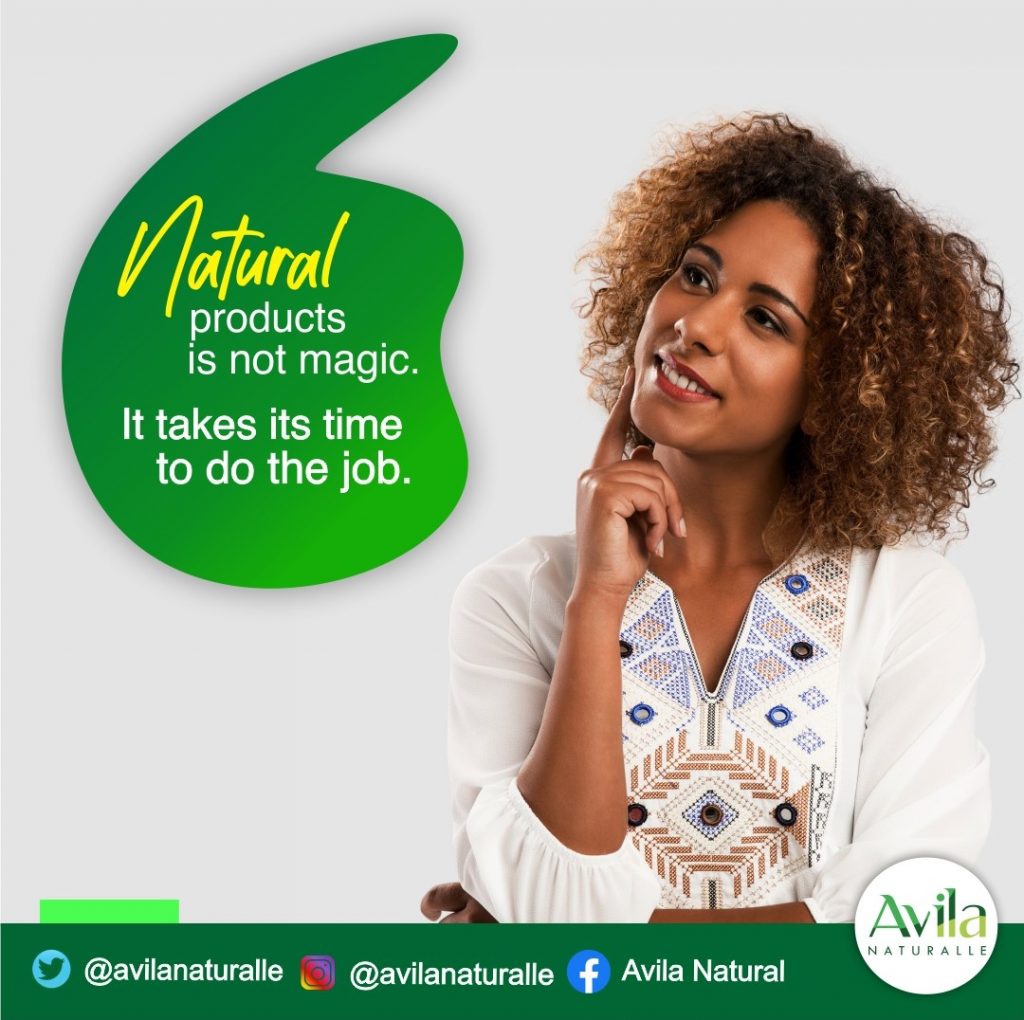 Natural
products
is not magic.
It takes its time
to do the job.
@avilanaturalle @avilanaturalle Avila Natural
Avila
NATURALLE